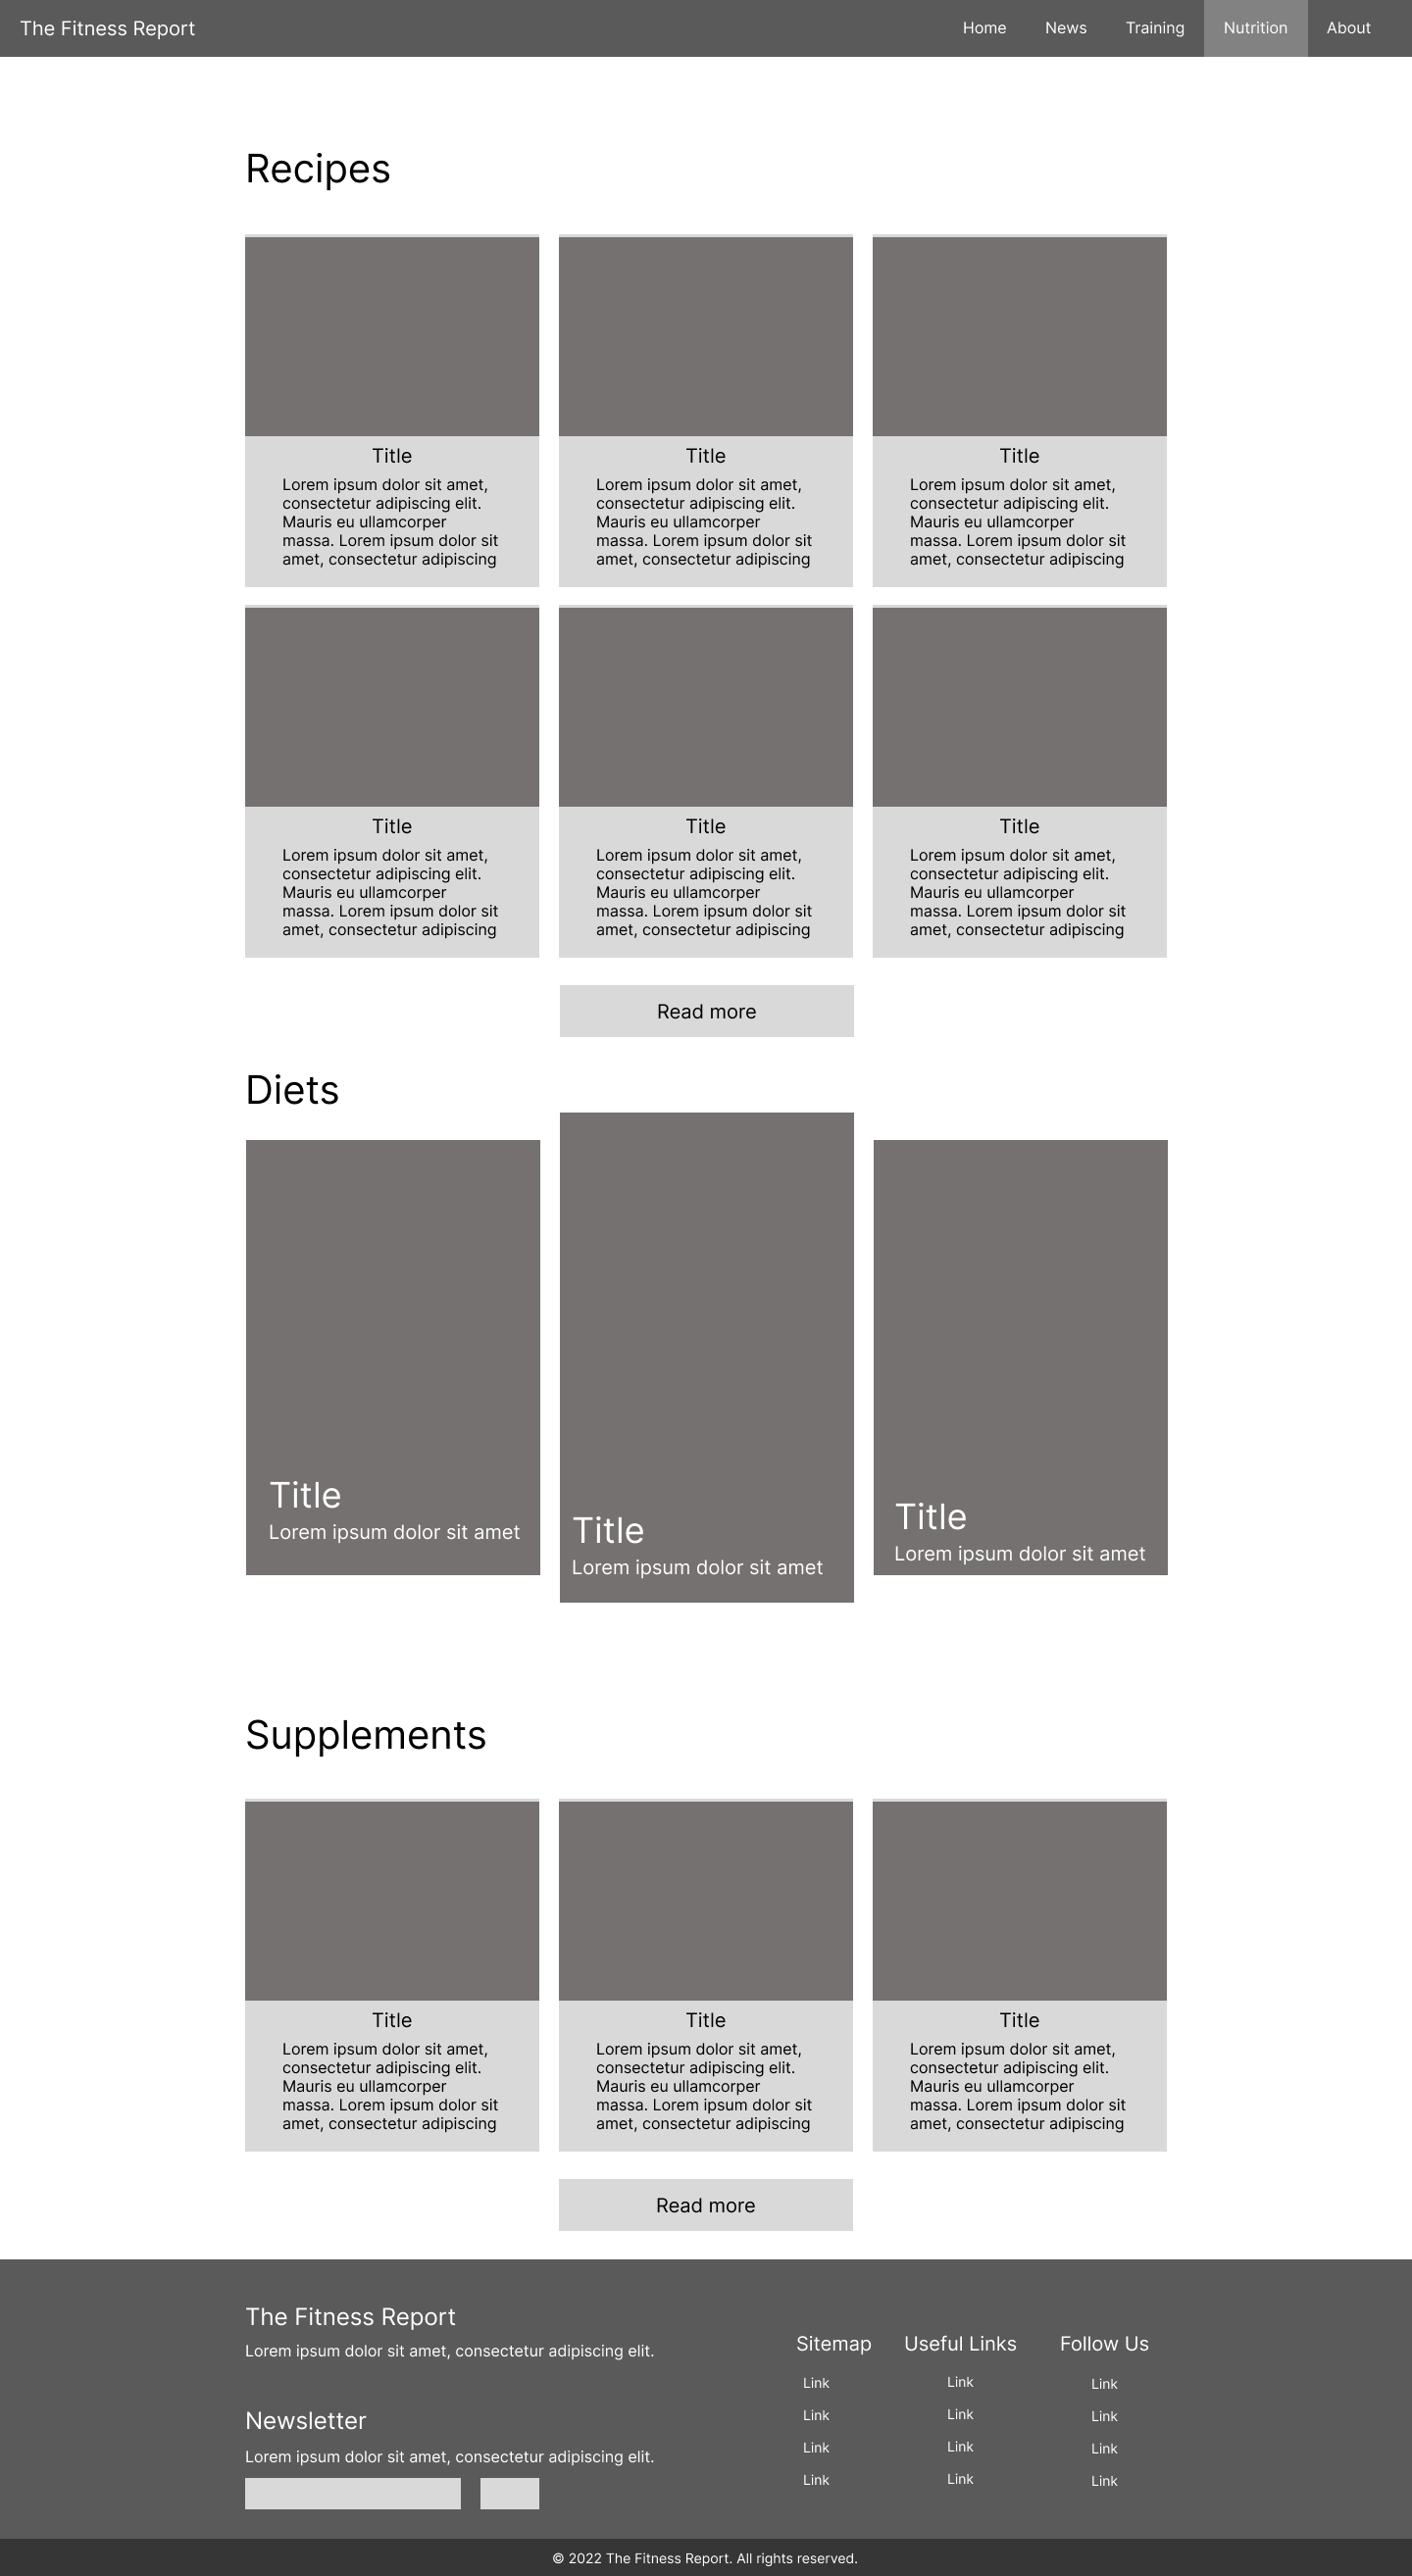 The Fitness Report
Home
News
Training
Nutrition
About
Recipes
Title
Lorem ipsum dolor sit amet,
consectetur adipiscing elit.
Mauris eu ullamcorper
massa. Lorem ipsum dolor sit
amet, consectetur adipiscing
Title
Lorem ipsum dolor sit amet,
consectetur adipiscing elit.
Mauris eu ullamcorper
massa. Lorem ipsum dolor sit
amet, consectetur adipiscing
Title
Lorem ipsum dolor sit amet,
consectetur adipiscing elit.
Mauris eu ullamcorper
massa. Lorem ipsum dolor sit
amet, consectetur adipiscing
Title
Lorem ipsum dolor sit amet,
consectetur adipiscing elit.
Mauris eu ullamcorper
massa. Lorem ipsum dolor sit
amet, consectetur adipiscing
Title
Lorem ipsum dolor sit amet,
consectetur adipiscing elit.
Mauris eu ullamcorper
massa. Lorem ipsum dolor sit
amet, consectetur adipiscing
Title
Lorem ipsum dolor sit amet,
consectetur adipiscing elit.
Mauris eu ullamcorper
massa. Lorem ipsum dolor sit
amet, consectetur adipiscing
Read more
Diets
Title
Lorem ipsum dolor sit amet
Title
Lorem ipsum dolor sit amet
Title
Lorem ipsum dolor sit amet
Supplements
Title
Lorem ipsum dolor sit amet,
consectetur adipiscing elit.
Mauris eu ullamcorper
massa. Lorem ipsum dolor sit
amet, consectetur adipiscing
Title
Lorem ipsum dolor sit amet,
consectetur adipiscing elit.
Mauris eu ullamcorper
massa. Lorem ipsum dolor sit
amet, consectetur adipiscing
Title
Lorem ipsum dolor sit amet,
consectetur adipiscing elit.
Mauris eu ullamcorper
massa. Lorem ipsum dolor sit
amet, consectetur adipiscing
Read more
The Fitness Report
Lorem ipsum dolor sit amet, consectetur adipiscing elit.
Newsletter
Lorem ipsum dolor sit amet, consectetur adipiscing elit.
Sitemap
Link
Link
Link
Link
Useful Links
Link
Link
Link
Link
Follow Us
Link
Link
Link
Link
© 2022 The Fitness Report. All rights reserved.